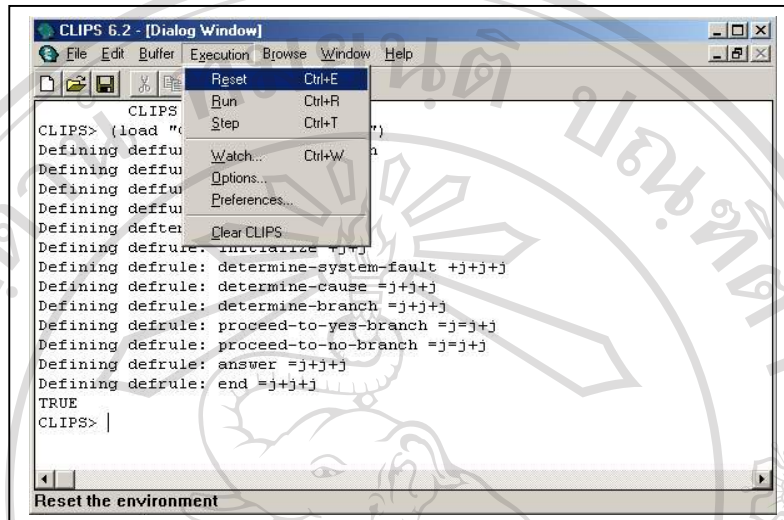 CLIPS 6.2 - [Dialog Window]
File Edit Buffer Execution Browse Window Help
Reset Ctrl+E
Run Ctrl+R
Step Ctrl+T
Watch... Ctrl+W
Options...
Preferences...
Clear CLIPS
CLIPS
CLIPS> (load " ")
Defining deffu
Defining deffu
Defining deffu
Defining deffu
Defining defte
Defining defrule: initialize +j+j
Defining defrule: determine-system-fault +j+j+j
Defining defrule: determine-cause =j+j+j
Defining defrule: determine-branch =j+j+j
Defining defrule: proceed-to-yes-branch =j=j+j
Defining defrule: proceed-to-no-branch =j=j+j
Defining defrule: answer =j+j+j
Defining defrule: end =j+j+j
TRUE
CLIPS>
Reset the environment